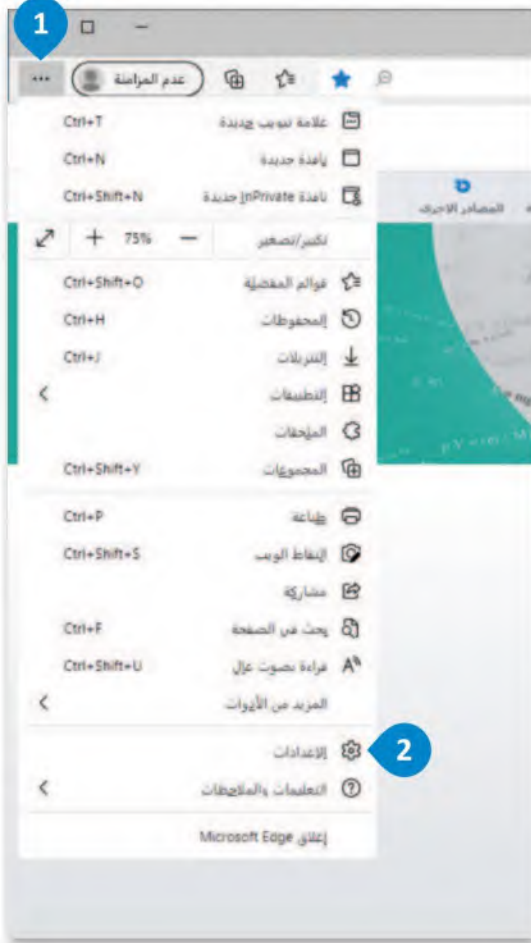 1
عدم المزامنة
المصادر الاخرى
علامة تبويب جديدة Ctrl+T
نافذة جديدة Ctrl+N
نافذة InPrivate جديدة Ctrl+Shift+N
تكبير/تصغير — 75% +
قوائم المفضلة Ctrl+Shift+O
المحفوظات Ctrl+H
التنزيلات Ctrl+J
التطبيقات
الملحقات
المجموعات Ctrl+Shift+Y
طباعة Ctrl+P
التقاط الويب Ctrl+Shift+S
مشاركة
بحث في الصفحة Ctrl+F
قراءة بصوت عالٍ Ctrl+Shift+U
المزيد من الأدوات
الإعدادات 2
التعليمات والملاحظات
إغلاق Microsoft Edge